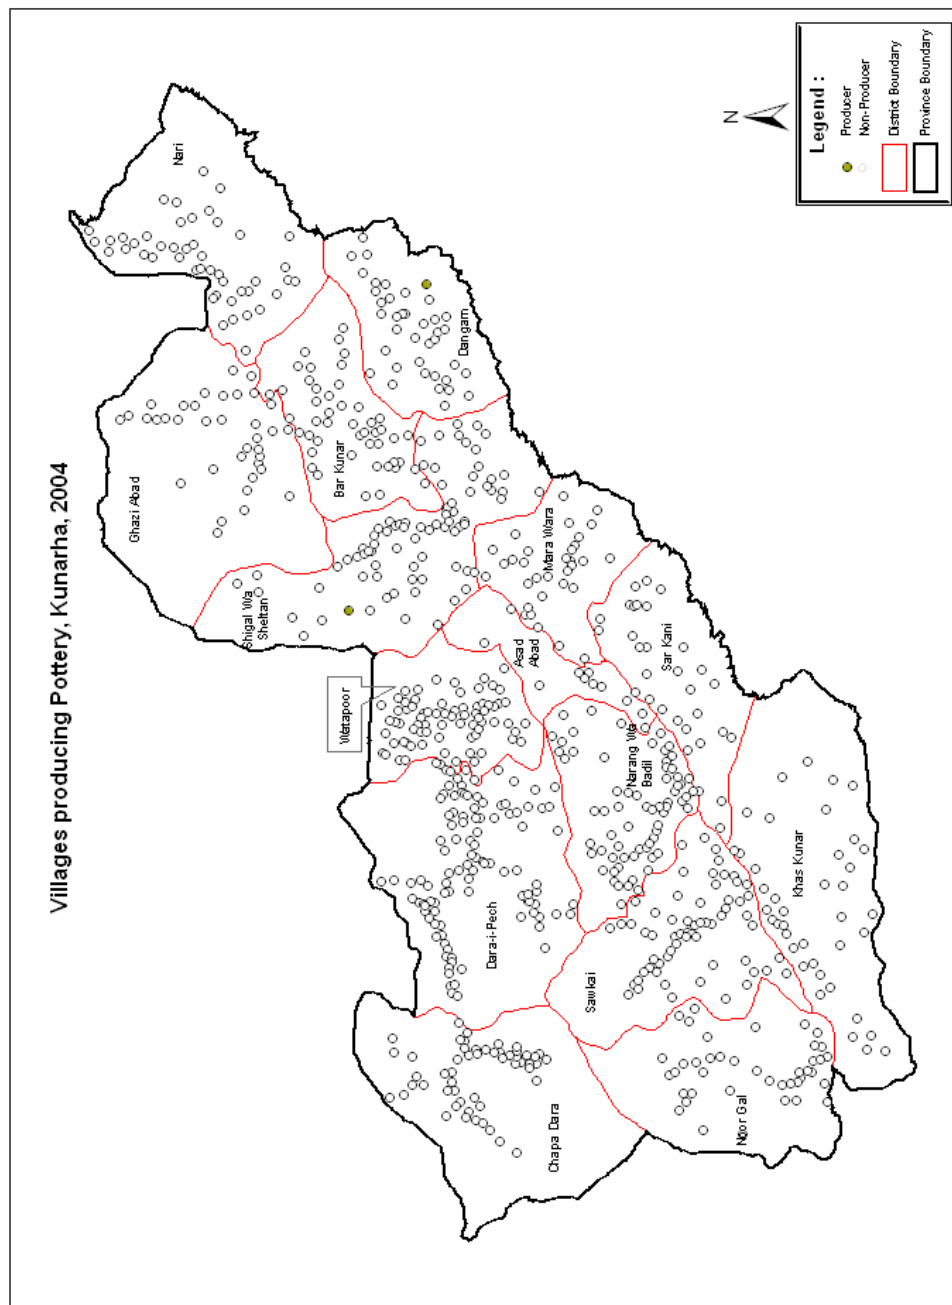 Villages producing Pottery, Kunarha, 2004
Nari
Ghazi Abad
Bar Kunar
Dangam
Shigal Wa
Sheltan
Watapoor
Asad
Abad
Mara Wara
Sar Kani
Dara-i-Pech
Narang Wa
Badil
Chapa Dara
Sawkai
Noor Gal
Khas Kunar
N
Legend :
Producer
Non-Producer
District Boundary
Province Boundary